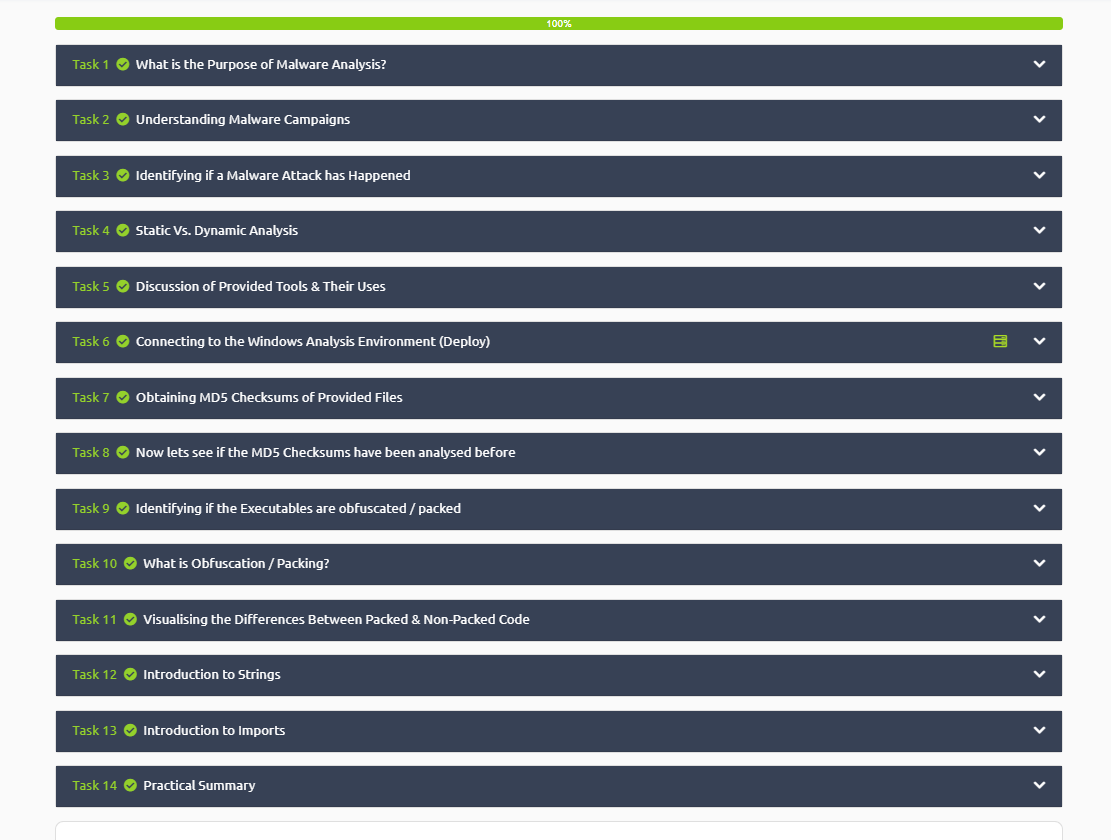 100%
Task 1 What is the Purpose of Malware Analysis?
Task 2 Understanding Malware Campaigns
Task 3 Identifying if a Malware Attack has Happened
Task 4 Static Vs. Dynamic Analysis
Task 5 Discussion of Provided Tools & Their Uses
Task 6 Connecting to the Windows Analysis Environment (Deploy)
Task 7 Obtaining MD5 Checksums of Provided Files
Task 8 Now lets see if the MD5 Checksums have been analysed before
Task 9 Identifying if the Executables are obfuscated / packed
Task 10 What is Obfuscation / Packing?
Task 11 Visualising the Differences Between Packed & Non-Packed Code
Task 12 Introduction to Strings
Task 13 Introduction to Imports
Task 14 Practical Summary